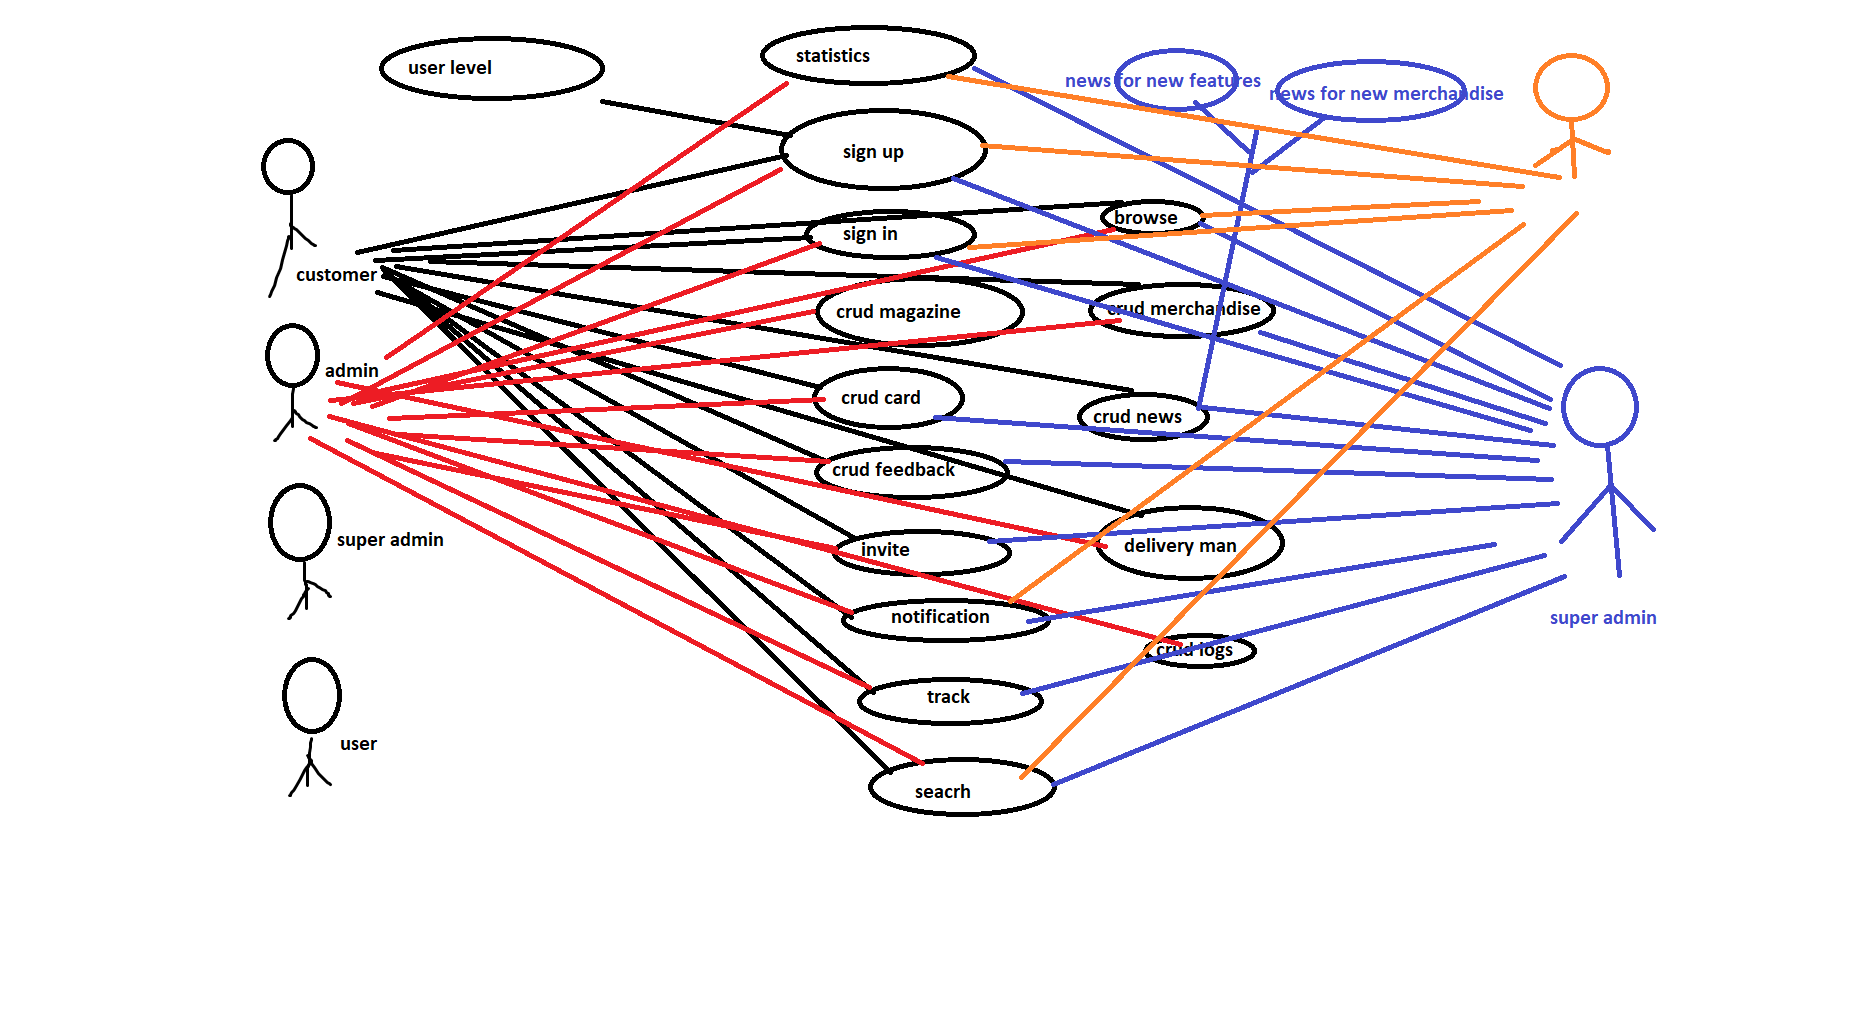 user level
statistics
news for new features
news for new merchandise
sign up
browse
sign in
customer
crud magazine
crud merchandise
admin
crud card
crud news
crud feedback
super admin
invite
delivery man
notification
super admin
crud logs
track
user
seacrh